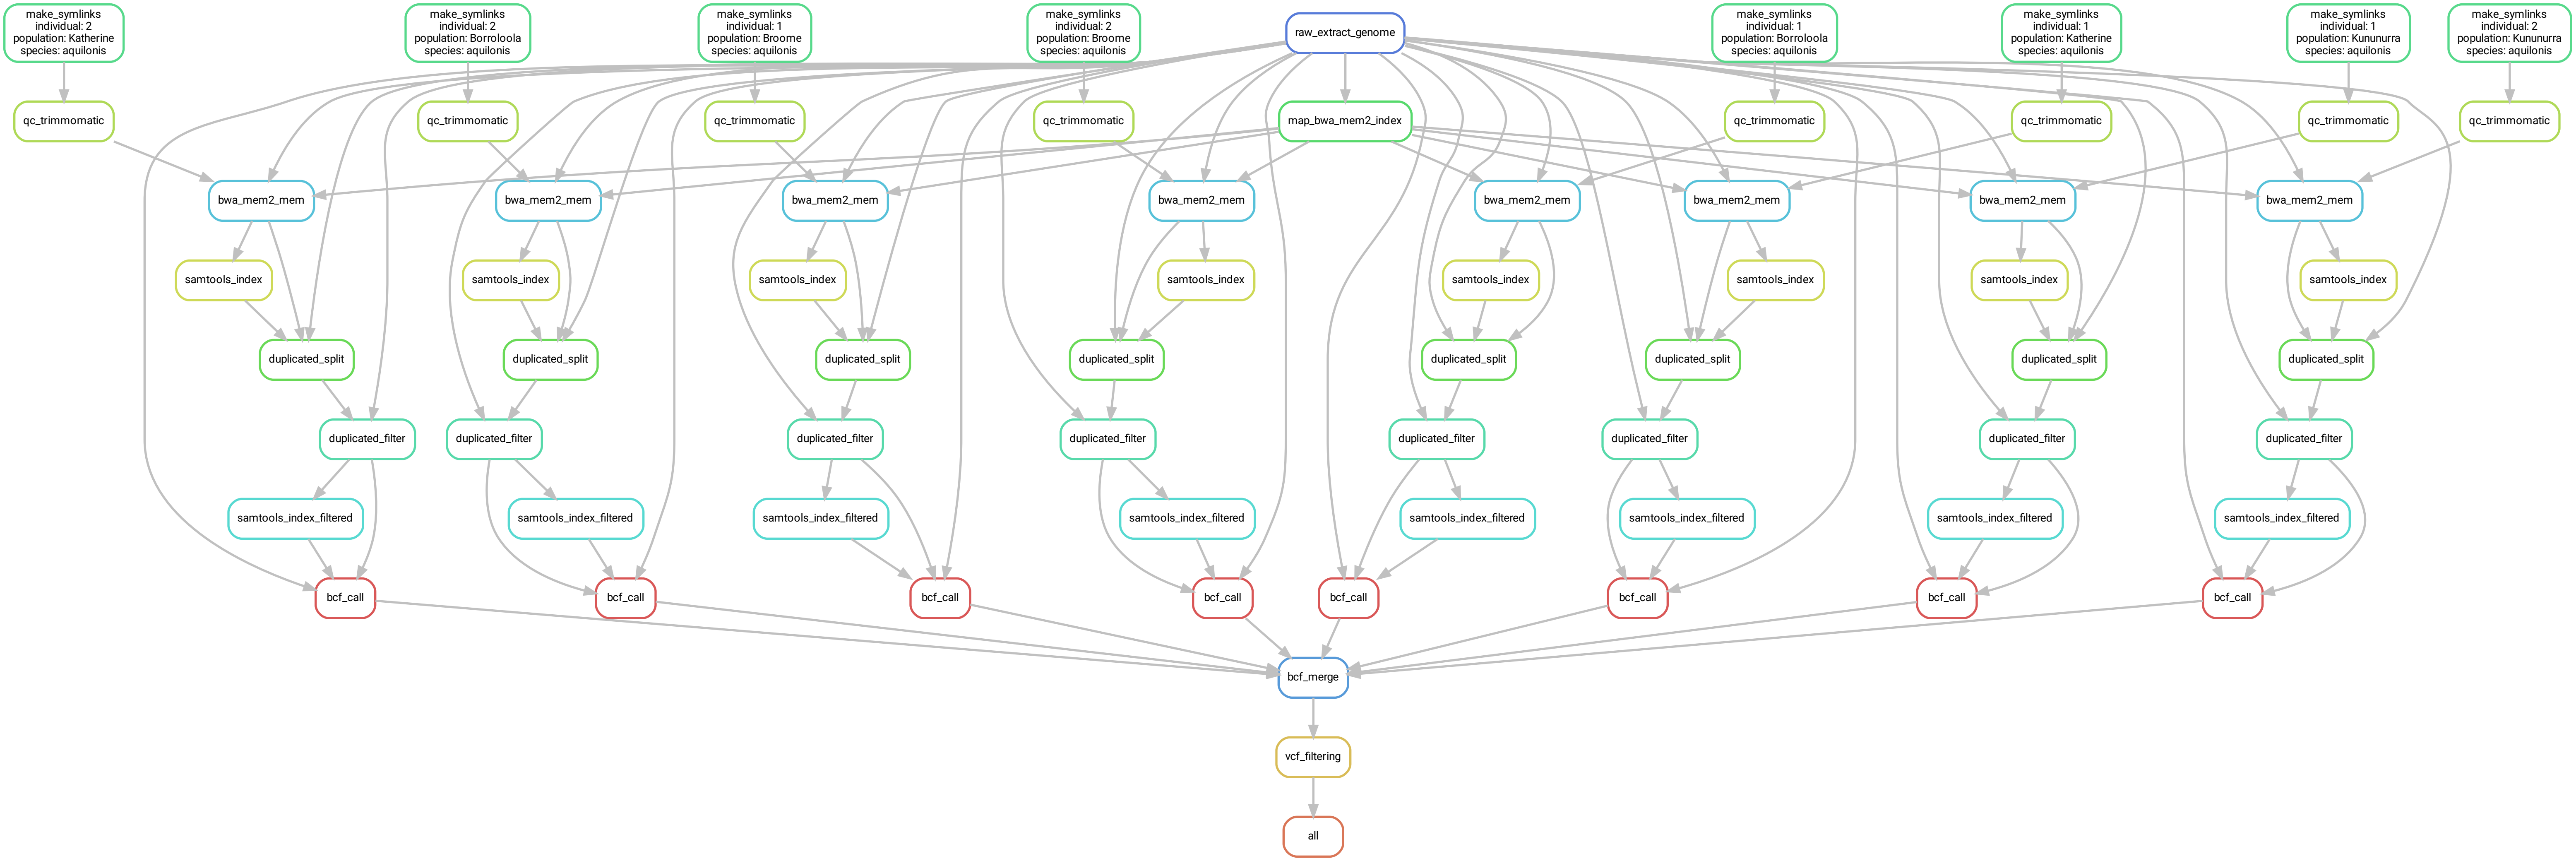 make_symlinks
individual: 2
population: Katherine
species: aquilonis
make_symlinks
individual: 2
population: Borroloola
species: aquilonis
make_symlinks
individual: 1
population: Broome
species: aquilonis
make_symlinks
individual: 2
population: Broome
species: aquilonis
raw_extract_genome
make_symlinks
individual: 1
population: Borroloola
species: aquilonis
make_symlinks
individual: 1
population: Katherine
species: aquilonis
make_symlinks
individual: 1
population: Kununurra
species: aquilonis
make_symlinks
individual: 2
population: Kununurra
species: aquilonis
qc_trimmomatic
qc_trimmomatic
qc_trimmomatic
qc_trimmomatic
map_bwa_mem2_index
qc_trimmomatic
qc_trimmomatic
qc_trimmomatic
qc_trimmomatic
bwa_mem2_mem
bwa_mem2_mem
bwa_mem2_mem
bwa_mem2_mem
bwa_mem2_mem
bwa_mem2_mem
bwa_mem2_mem
bwa_mem2_mem
samtools_index
samtools_index
samtools_index
samtools_index
samtools_index
samtools_index
samtools_index
samtools_index
duplicated_split
duplicated_split
duplicated_split
duplicated_split
duplicated_split
duplicated_split
duplicated_split
duplicated_split
duplicated_filter
duplicated_filter
duplicated_filter
duplicated_filter
duplicated_filter
duplicated_filter
duplicated_filter
duplicated_filter
samtools_index_filtered
samtools_index_filtered
samtools_index_filtered
samtools_index_filtered
samtools_index_filtered
samtools_index_filtered
samtools_index_filtered
samtools_index_filtered
bcf_call
bcf_call
bcf_call
bcf_call
bcf_call
bcf_call
bcf_call
bcf_call
bcf_merge
vcf_filtering
all